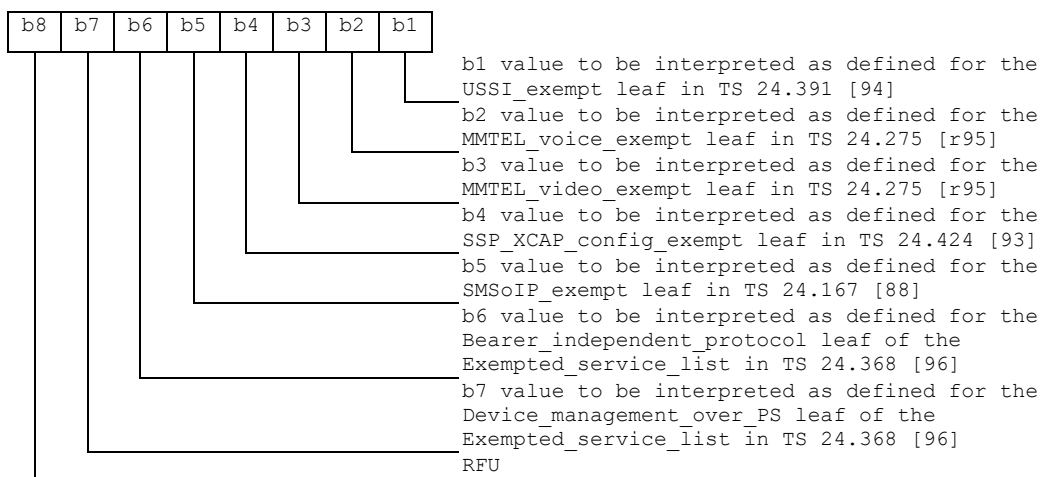 b8 b7 b6 b5 b4 b3 b2 b1
b1 value to be interpreted as defined for the
USSI_exempt leaf in TS 24.391 [94]
b2 value to be interpreted as defined for the
MMTEL_voice_exempt leaf in TS 24.275 [r95]
b3 value to be interpreted as defined for the
MMTEL_video_exempt leaf in TS 24.275 [r95]
b4 value to be interpreted as defined for the
SSP_XCAP_config_exempt leaf in TS 24.424 [93]
b5 value to be interpreted as defined for the
SMSoIP_exempt leaf in TS 24.167 [88]
b6 value to be interpreted as defined for the
Bearer_independent_protocol leaf of the
Exempted_service_list in TS 24.368 [96]
b7 value to be interpreted as defined for the
Device_management_over_PS leaf of the
Exempted_service_list in TS 24.368 [96]
RFU